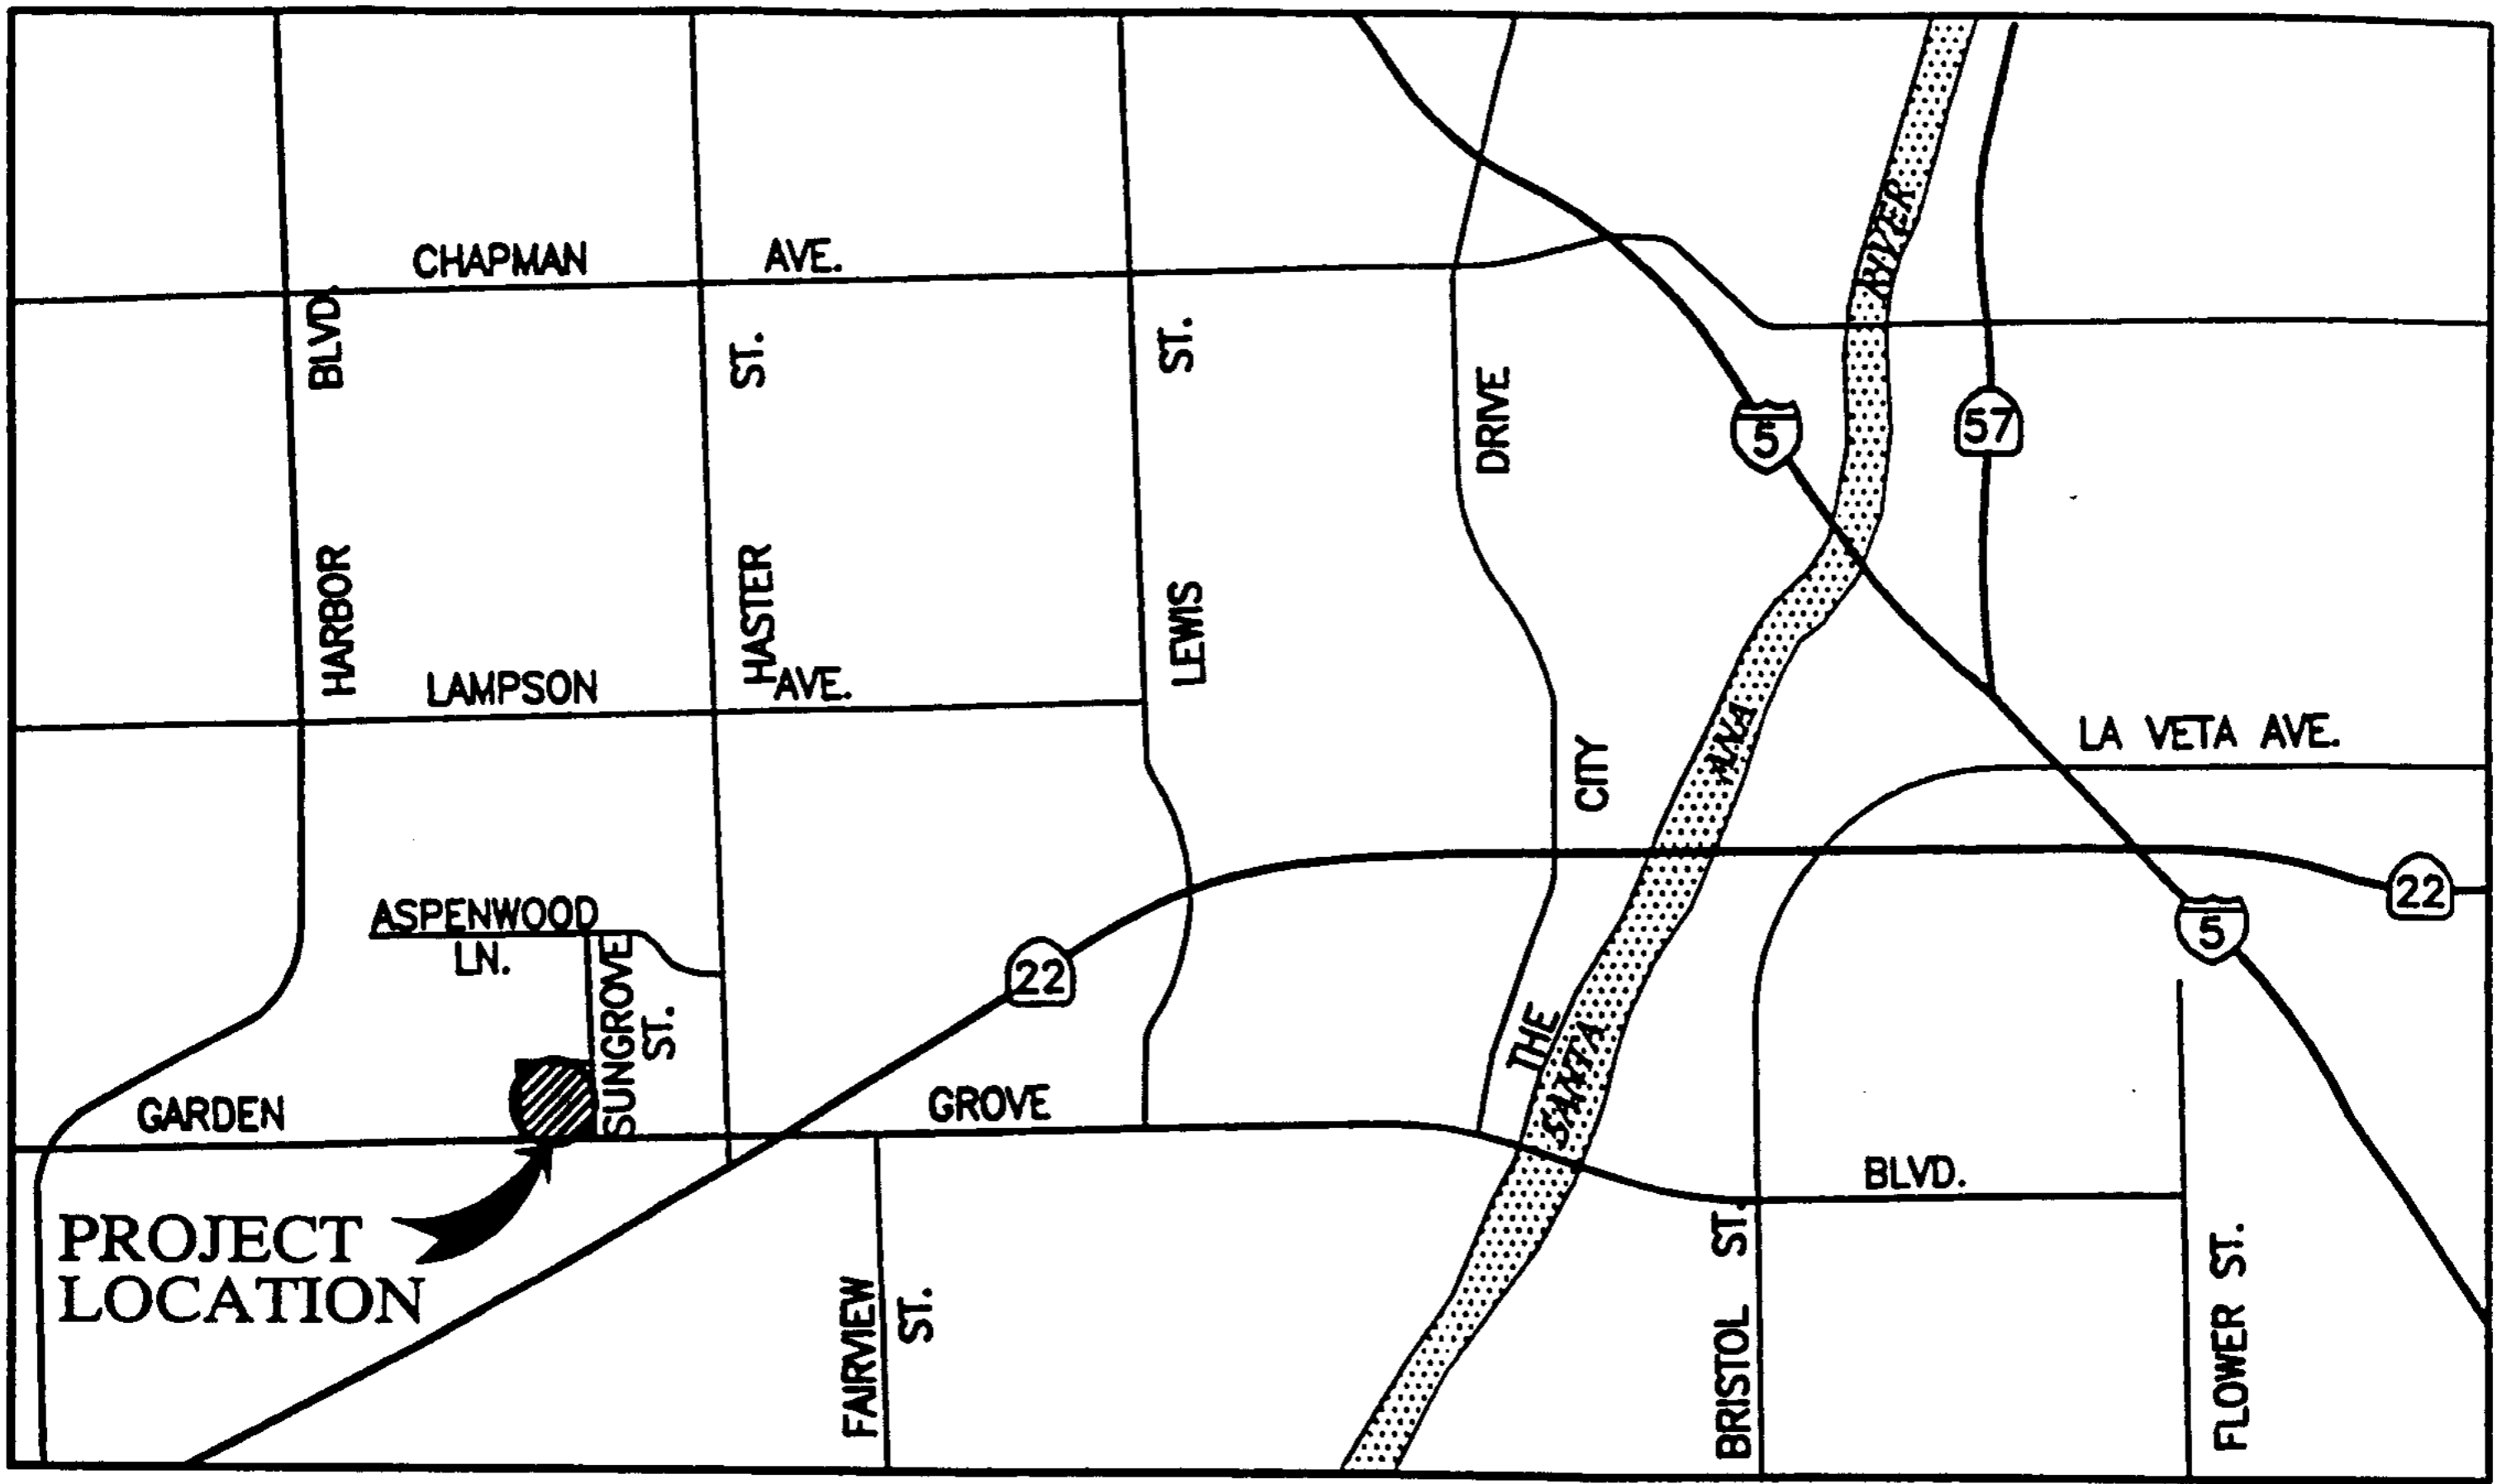 CHAPMAN AVE.
HARBOR BLVD.
HASTER ST.
LEWIS ST.
THE CITY DRIVE
SANTA ANA RIVER
5
57
LAMPSON AVE.
LA VETA AVE.
22
5
ASPENWOOD
LN.
SUNGROVE
ST.
22
GARDEN GROVE BLVD.
PROJECT
LOCATION
FAIRVIEW
ST.
BRISTOL ST.
FLOWER ST.